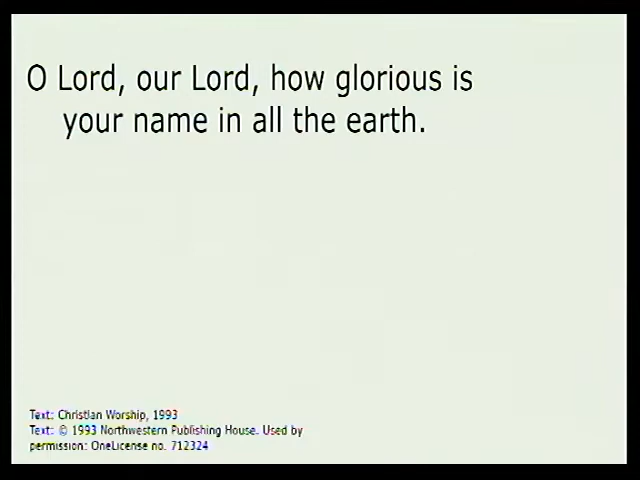 O Lord, our Lord, how glorious is
your name in all the earth.
Text: Christian Worship, 1993
Text: © 1993 Northwestern Publishing House. Used by
permission: OneLicense no. 712324